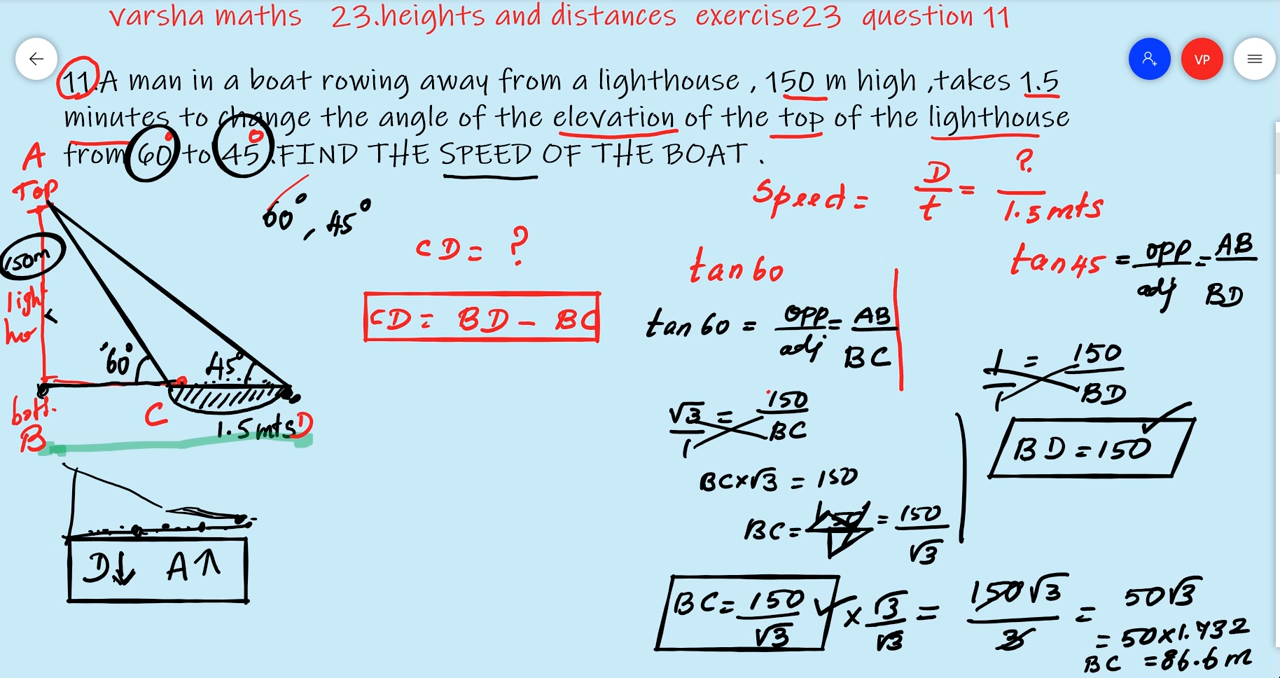 varsha maths 23.heights and distances exercise23 question 11
VP
11.A man in a boat rowing away from a lighthouse , 150 m high ,takes 1.5
minutes to change the angle of the elevation of the top of the lighthouse
from 60° to 45°.FIND THE SPEED OF THE BOAT .
A
Top
150m
light
ho
60°
45°
bott.
B
C
1.5 mts
D
D↓ A↑
60° , 45°
CD = ?
CD = BD - BC
Speed = D/t = ?/1.5 mts
tan 60
tan 60 = opp/adj = AB/BC
√3/1 = 150/BC
BC×√3 = 150
BC = = 150/√3
BC = 150/√3 × √3/√3 = 150√3/3 = 50√3
= 50×1.732
BC = 86.6 m
tan 45 = opp/adj = AB/BD
1/1 = 150/BD
BD = 150